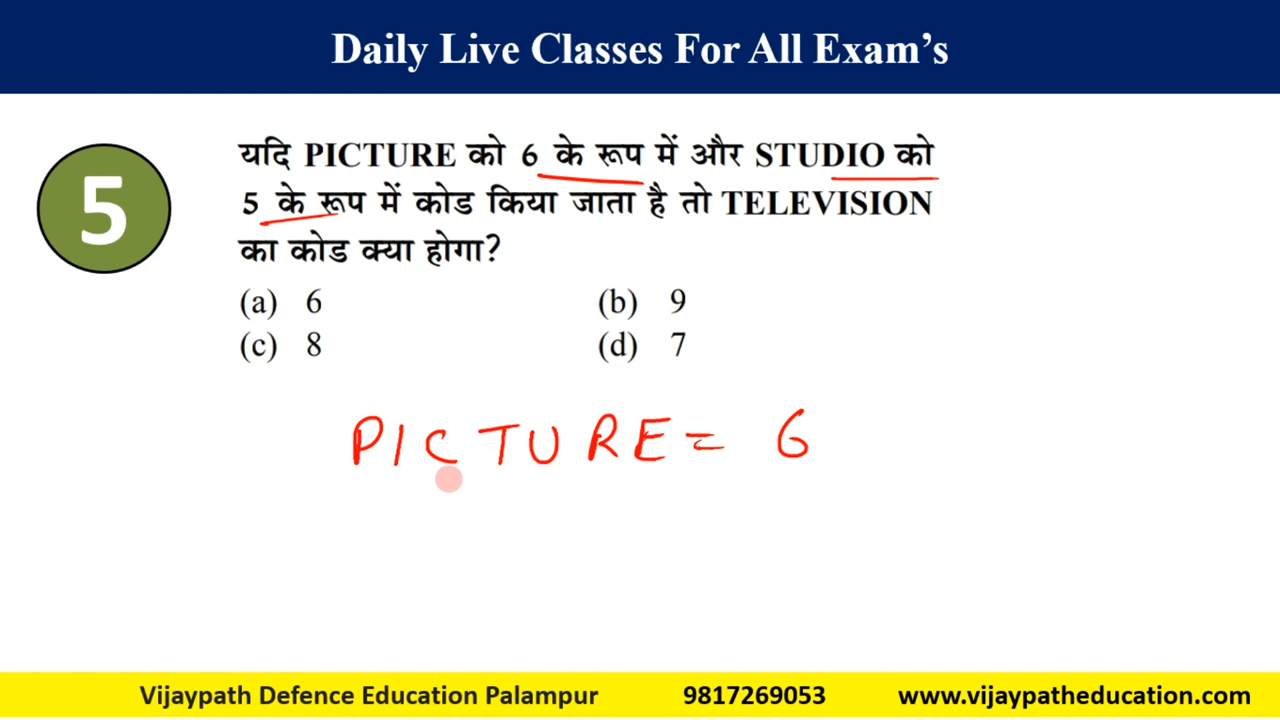 Daily Live Classes For All Exam's
5
यदि PICTURE को 6 के रूप में और STUDIO को
5 के रूप में कोड किया जाता है तो TELEVISION
का कोड क्या होगा?
(a) 6 (b) 9
(c) 8 (d) 7
PICTURE = 6
Vijaypath Defence Education Palampur 9817269053 www.vijaypatheducation.com